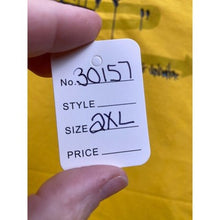 No. 30157
STYLE
SIZE 2XL
PRICE